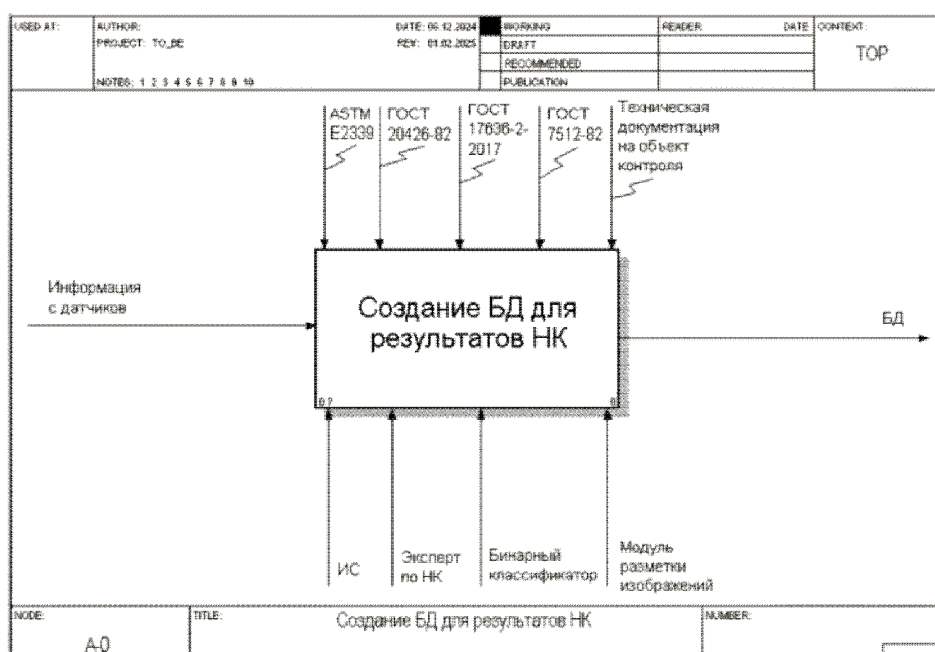 USED AT:
AUTHOR:
DATE: 06.12.2024
PROJECT: TO_BE
REV: 01.02.2025
NOTES: 1 2 3 4 5 6 7 8 9 10
WORKING
DRAFT
RECOMMENDED
PUBLICATION
READER
DATE
CONTEXT:
TOP
ASTM
E2339
ГОСТ
20426-82
ГОСТ
17636-2-
2017
ГОСТ
7512-82
Техническая
документация
на объект
контроля
Информация
с датчиков
Создание БД для
результатов НК
БД
ИС
Эксперт
по НК
Бинарный
классификатор
Модуль
разметки
изображений
NODE:
A-0
TITLE:
Создание БД для результатов НК
NUMBER: